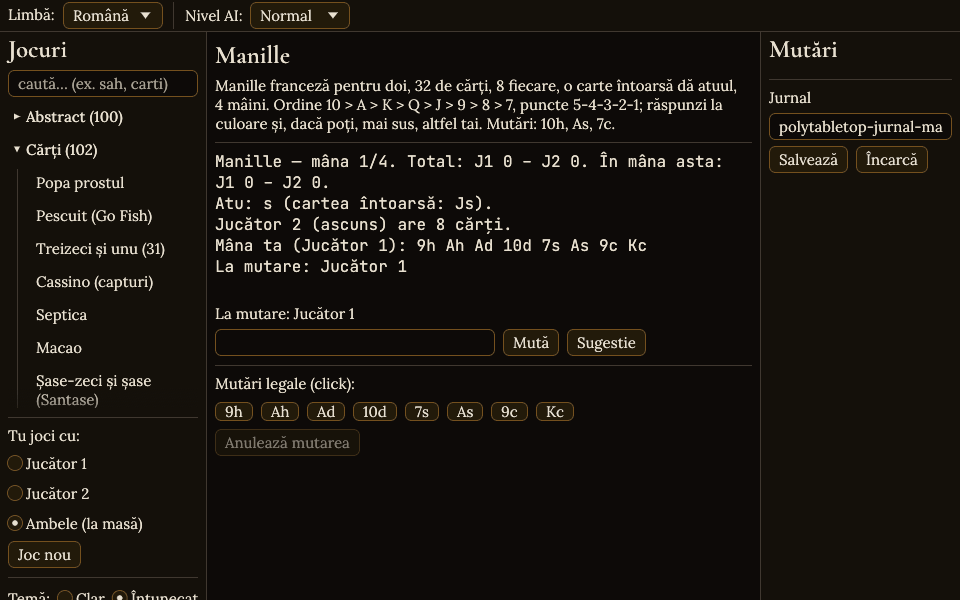 Limbă: Română ▼ Nivel AI: Normal ▼
Jocuri
caută... (ex. sah, carti)
▸ Abstract (100)
▾ Cărți (102)
Popa prostul
Pescuit (Go Fish)
Treizeci și unu (31)
Cassino (capturi)
Septica
Macao
Șase-zeci și șase
(Santase)
Tu joci cu:
Jucător 1
Jucător 2
Ambele (la masă)
Joc nou
Temă: Clar Întunecat
Manille
Manille franceză pentru doi, 32 de cărți, 8 fiecare, o carte întoarsă dă atuul,
4 mâini. Ordine 10 > A > K > Q > J > 9 > 8 > 7, puncte 5-4-3-2-1; răspunzi la
culoare și, dacă poți, mai sus, altfel tai. Mutări: 10h, As, 7c.
Manille — mâna 1/4. Total: J1 0 – J2 0. În mâna asta:
J1 0 – J2 0.
Atu: s (cartea întoarsă: Js).
Jucător 2 (ascuns) are 8 cărți.
Mâna ta (Jucător 1): 9h Ah Ad 10d 7s As 9c Kc
La mutare: Jucător 1
La mutare: Jucător 1
Mută Sugestie
Mutări legale (click):
9h Ah Ad 10d 7s As 9c Kc
Anulează mutarea
Mutări
Jurnal
polytabletop-jurnal-ma
Salvează Încarcă